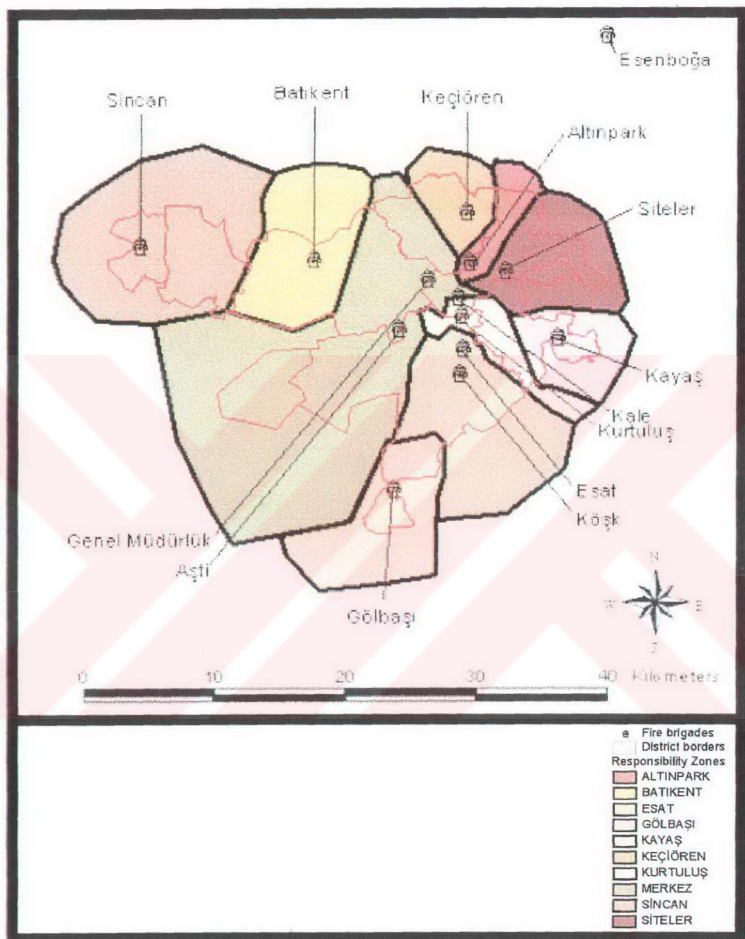 Esenboğa
Sincan
Batıkent
Keçiören
Altınpark
Siteler
Kayaş
Kale
Kurtuluş
Esat
Köşk
Genel Müdürlük
Aşti
Gölbaşı
N
W
E
S
0 10 20 30 40 Kilometers
Fire brigades
District borders
Responsibility Zones
ALTINPARK
BATIKENT
ESAT
GÖLBAŞI
KAYAŞ
KEÇİÖREN
KURTULUŞ
MERKEZ
SİNCAN
SİTELER